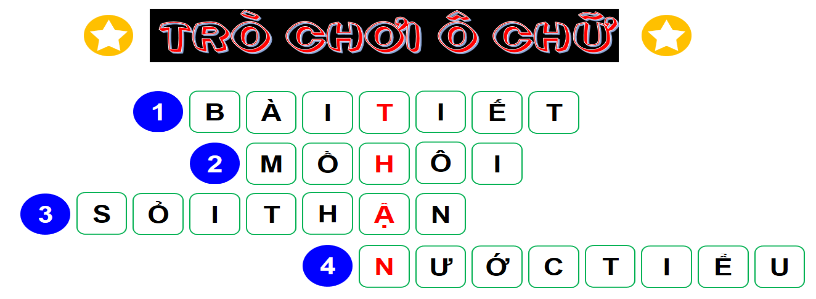 TRÒ CHƠI Ô CHỮ
1 B À I T I Ế T
2 M Ồ H Ô I
3 S Ỏ I T H Ậ N
4 N Ư Ớ C T I Ể U